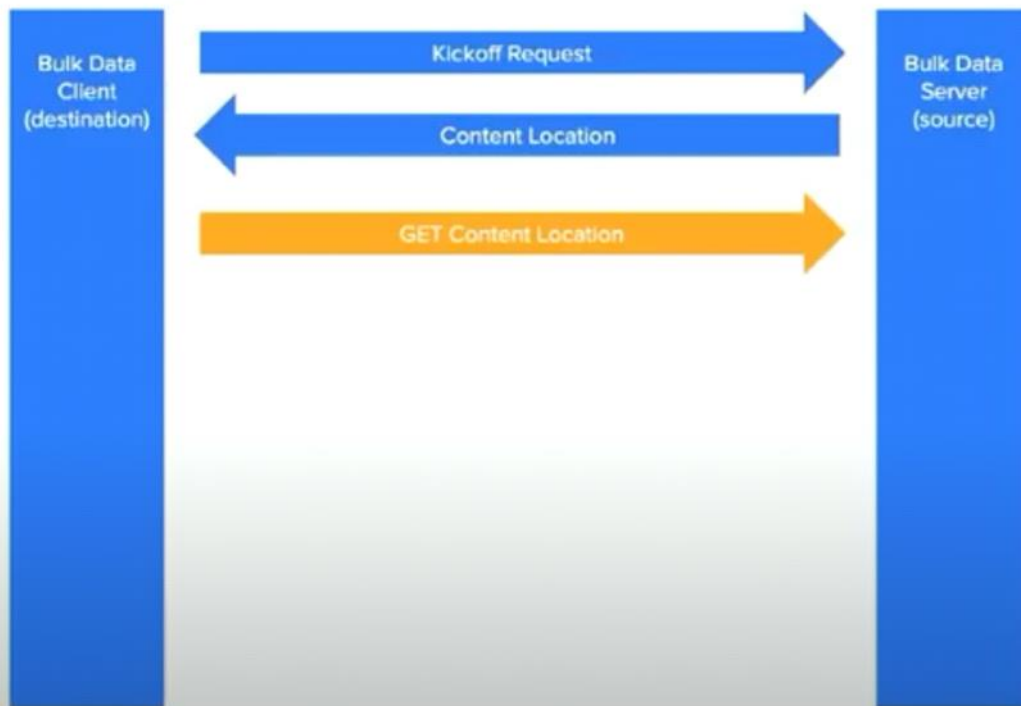 Bulk Data
Client
(destination)
Kickoff Request
Content Location
GET Content Location
Bulk Data
Server
(source)